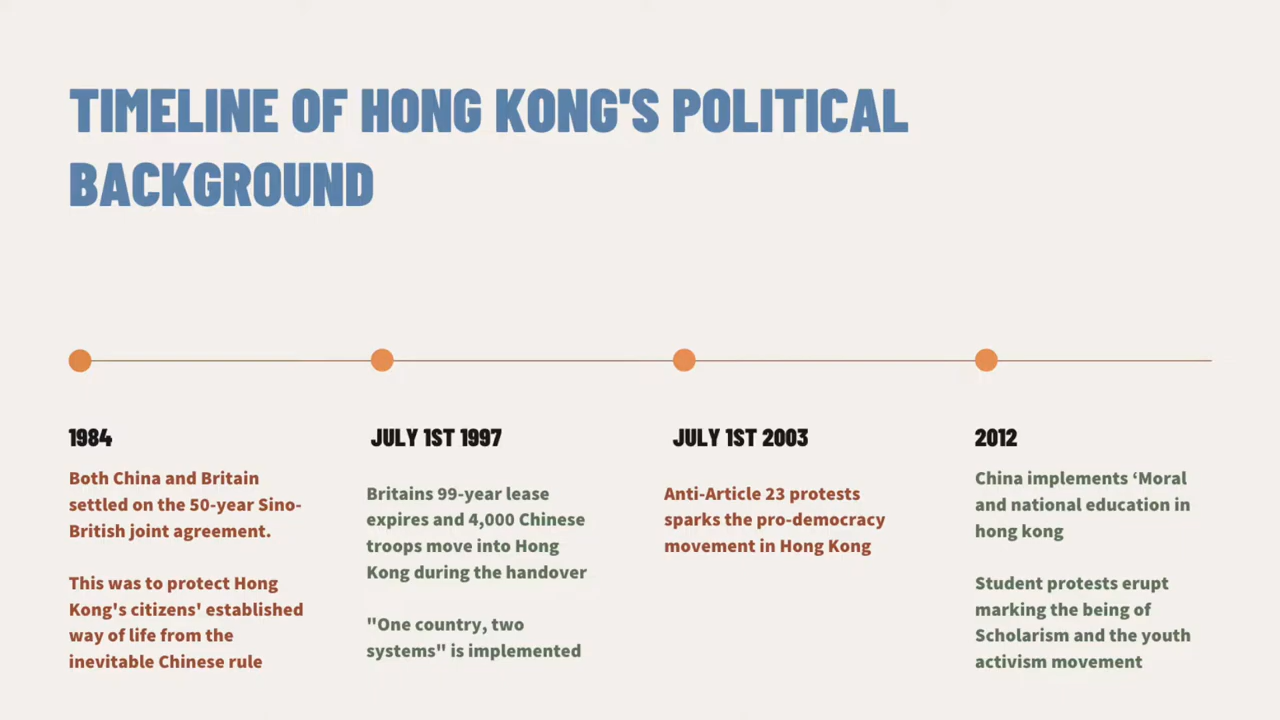 TIMELINE OF HONG KONG'S POLITICAL
BACKGROUND
1984
Both China and Britain
settled on the 50-year Sino-
British joint agreement.
This was to protect Hong
Kong's citizens' established
way of life from the
inevitable Chinese rule
JULY 1ST 1997
Britains 99-year lease
expires and 4,000 Chinese
troops move into Hong
Kong during the handover
"One country, two
systems" is implemented
JULY 1ST 2003
Anti-Article 23 protests
sparks the pro-democracy
movement in Hong Kong
2012
China implements ‘Moral
and national education in
hong kong
Student protests erupt
marking the being of
Scholarism and the youth
activism movement